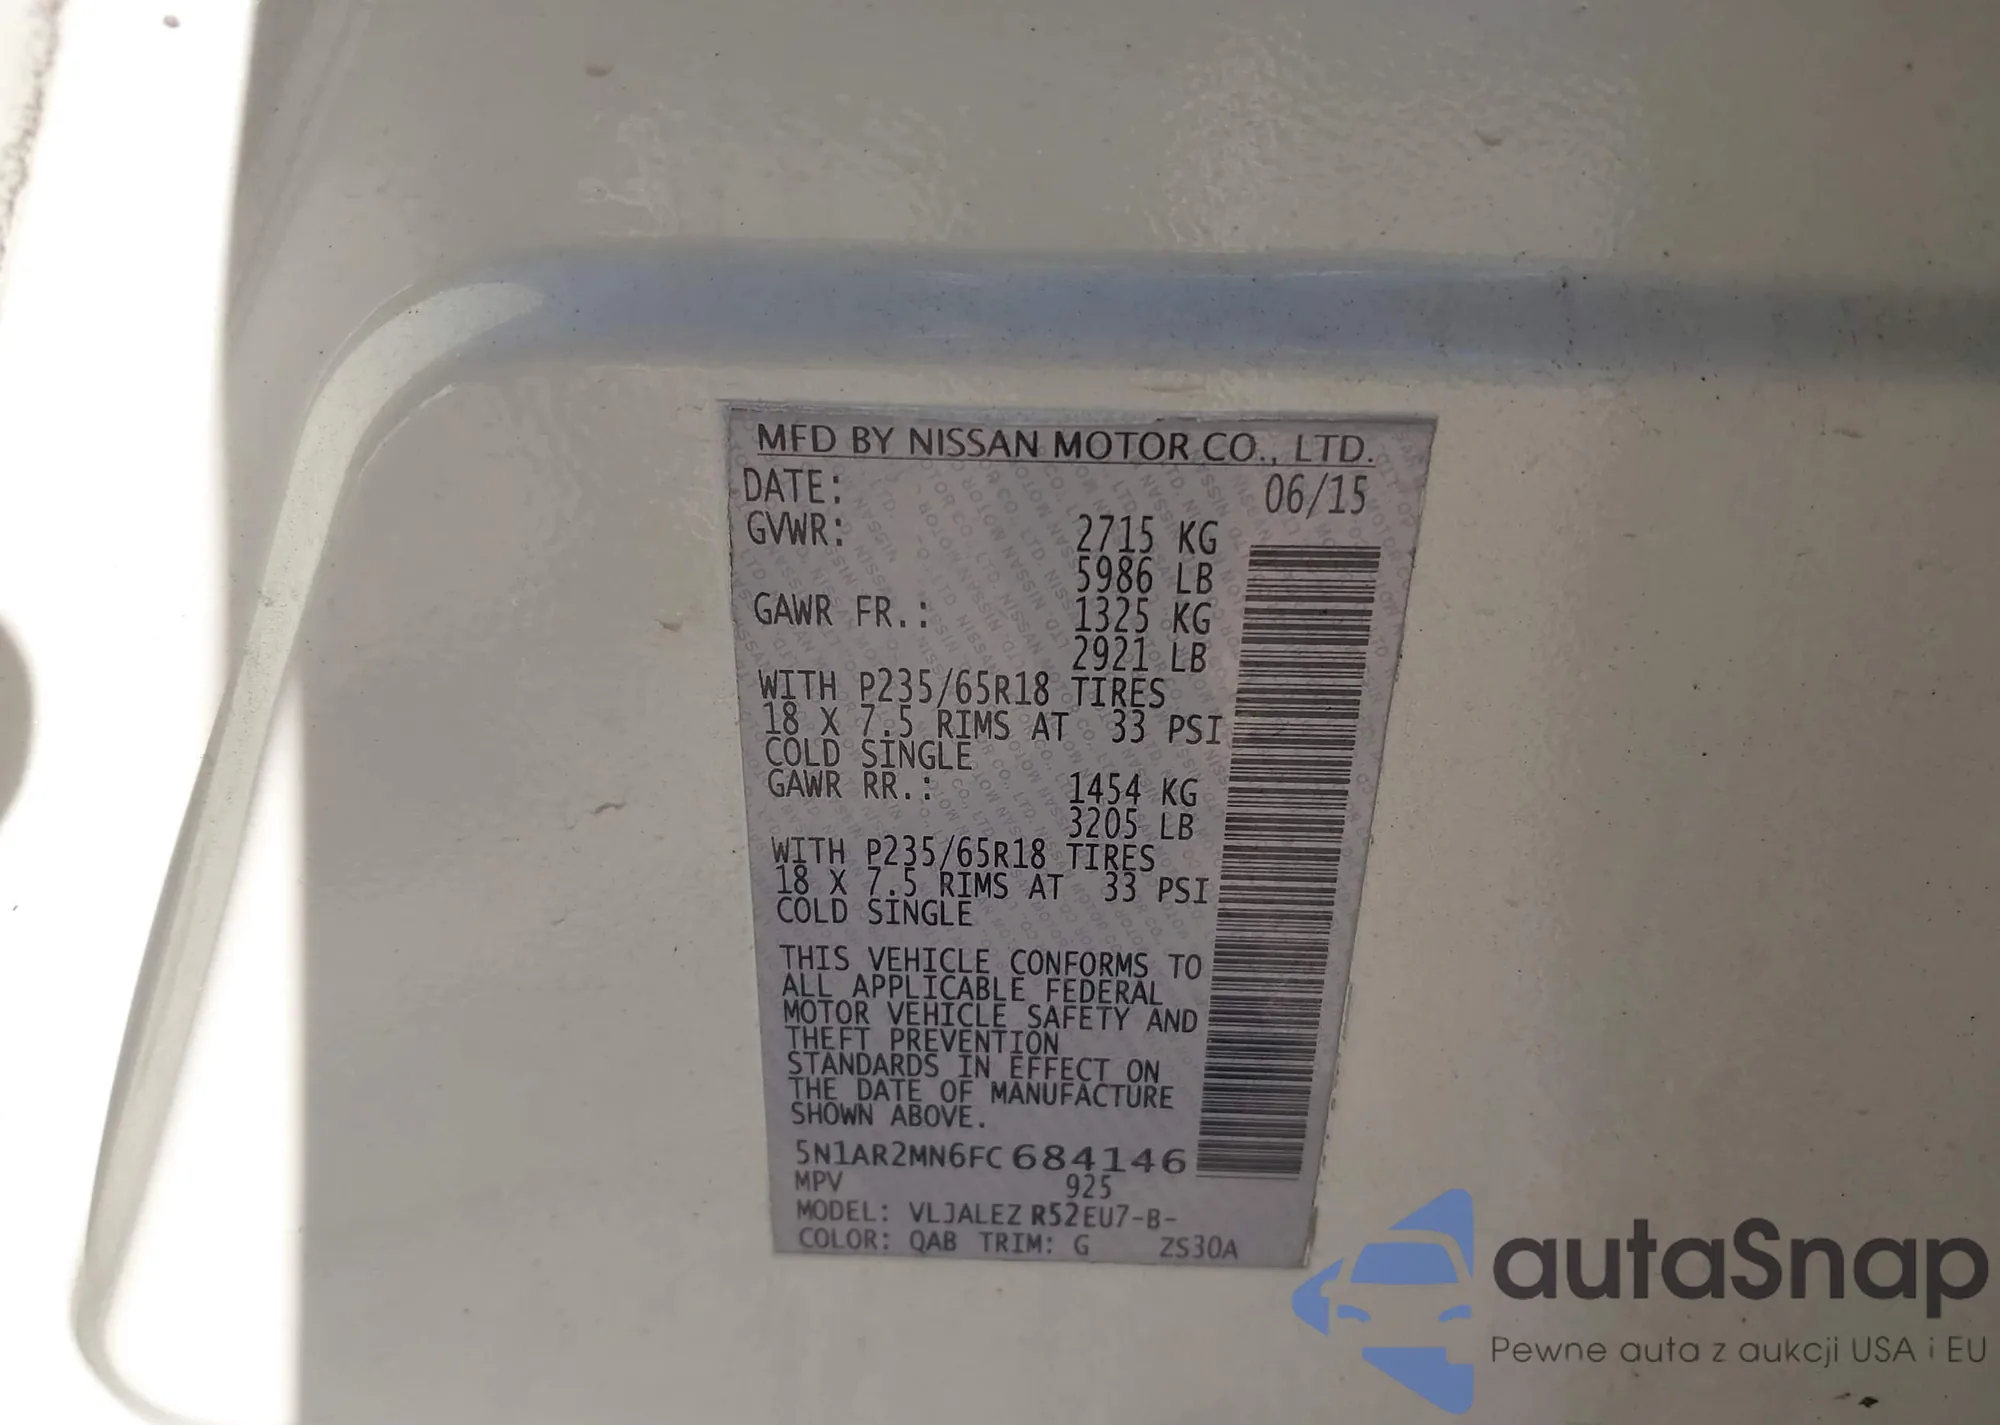 MFD BY NISSAN MOTOR CO., LTD.
DATE: 06/15
GVWR: 2715 KG
5986 LB
GAWR FR.: 1325 KG
2921 LB
WITH P235/65R18 TIRES
18 X 7.5 RIMS AT 33 PSI
COLD SINGLE
GAWR RR.: 1454 KG
3205 LB
WITH P235/65R18 TIRES
18 X 7.5 RIMS AT 33 PSI
COLD SINGLE
THIS VEHICLE CONFORMS TO
ALL APPLICABLE FEDERAL
MOTOR VEHICLE SAFETY AND
THEFT PREVENTION
STANDARDS IN EFFECT ON
THE DATE OF MANUFACTURE
SHOWN ABOVE.
5N1AR2MN6FC684146
MPV 925
MODEL: VLJALEZ R52EU7-B-
COLOR: QAB TRIM: G ZS30A
autaSnap
Pewne auta z aukcji USA i EU